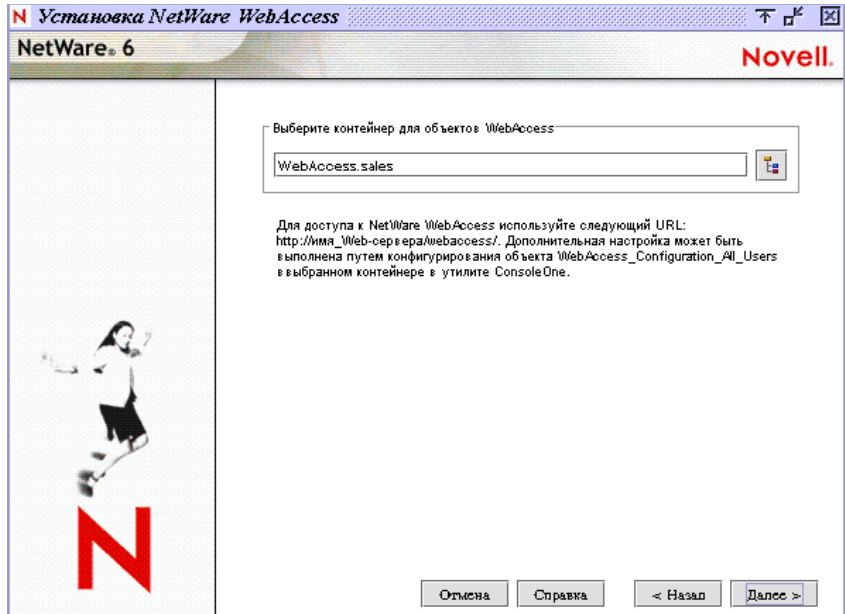 N Установка NetWare WebAccess
NetWare® 6
Novell.
Выберите контейнер для объектов WebAccess
WebAccess.sales
Для доступа к NetWare WebAccess используйте следующий URL:
http://имя_Web-сервера/webaccess/. Дополнительная настройка может быть
выполнена путем конфигурирования объекта WebAccess_Configuration_All_Users
в выбранном контейнере в утилите ConsoleOne.
N
Отмена
Справка
< Назад
Далее >